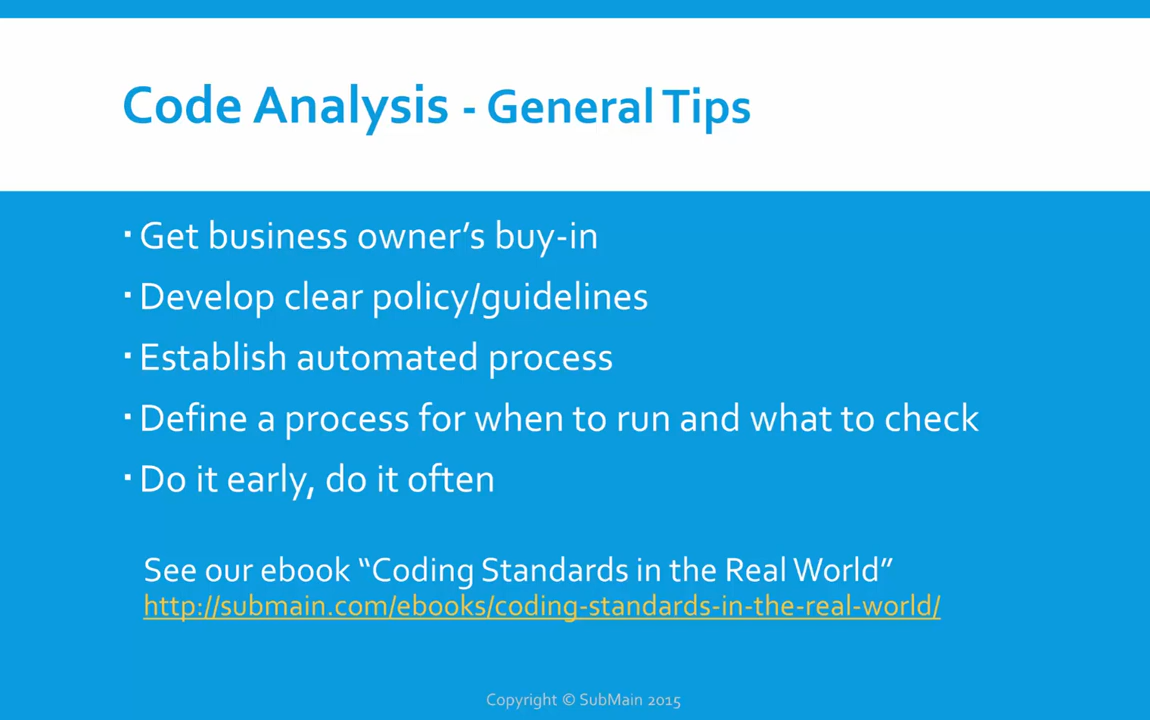 Code Analysis - General Tips
▪ Get business owner’s buy-in
▪ Develop clear policy/guidelines
▪ Establish automated process
▪ Define a process for when to run and what to check
▪ Do it early, do it often
See our ebook “Coding Standards in the Real World”
http://submain.com/ebooks/coding-standards-in-the-real-world/
Copyright © SubMain 2015